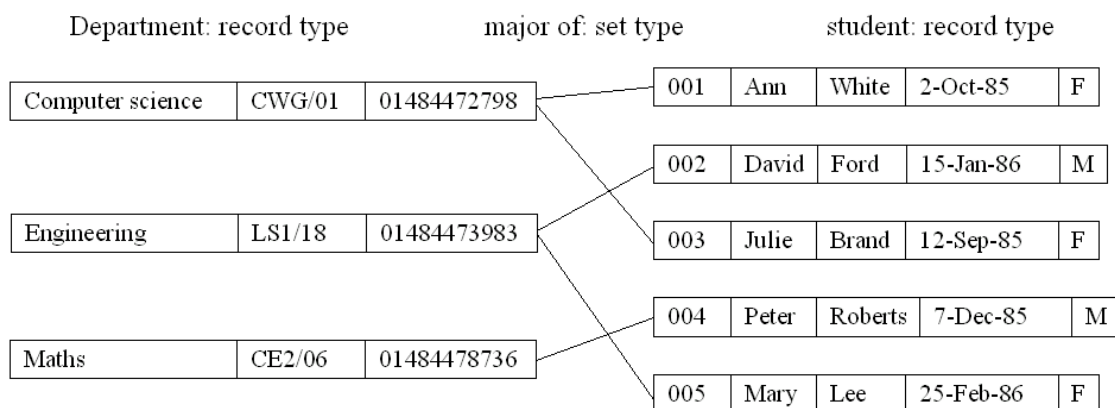 Department: record type major of: set type student: record type
Computer science CWG/01 01484472798
Engineering LS1/18 01484473983
Maths CE2/06 01484478736
001 Ann White 2-Oct-85 F
002 David Ford 15-Jan-86 M
003 Julie Brand 12-Sep-85 F
004 Peter Roberts 7-Dec-85 M
005 Mary Lee 25-Feb-86 F